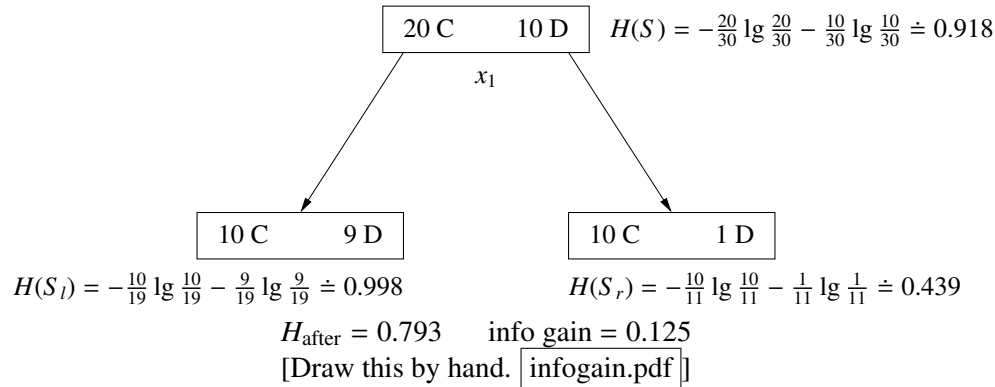 20 C 10 D H(S) = −20/30 lg 20/30 − 10/30 lg 10/30 ≐ 0.918
x₁
10 C 9 D 10 C 1 D
H(Sₗ) = −10/19 lg 10/19 − 9/19 lg 9/19 ≐ 0.998 H(Sᵣ) = −10/11 lg 10/11 − 1/11 lg 1/11 ≐ 0.439
H_after = 0.793 info gain = 0.125
[Draw this by hand. infogain.pdf ]